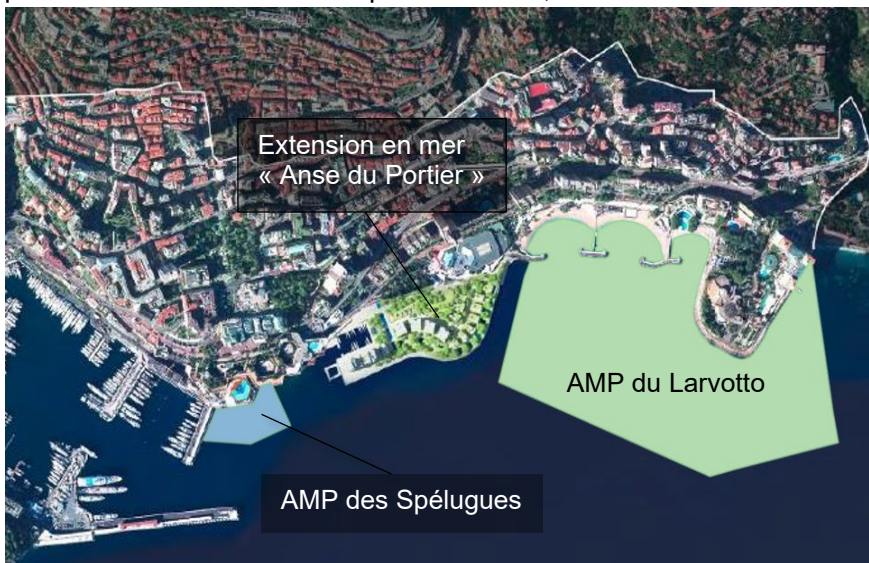 Extension en mer
« Anse du Portier »
AMP du Larvotto
AMP des Spélugues